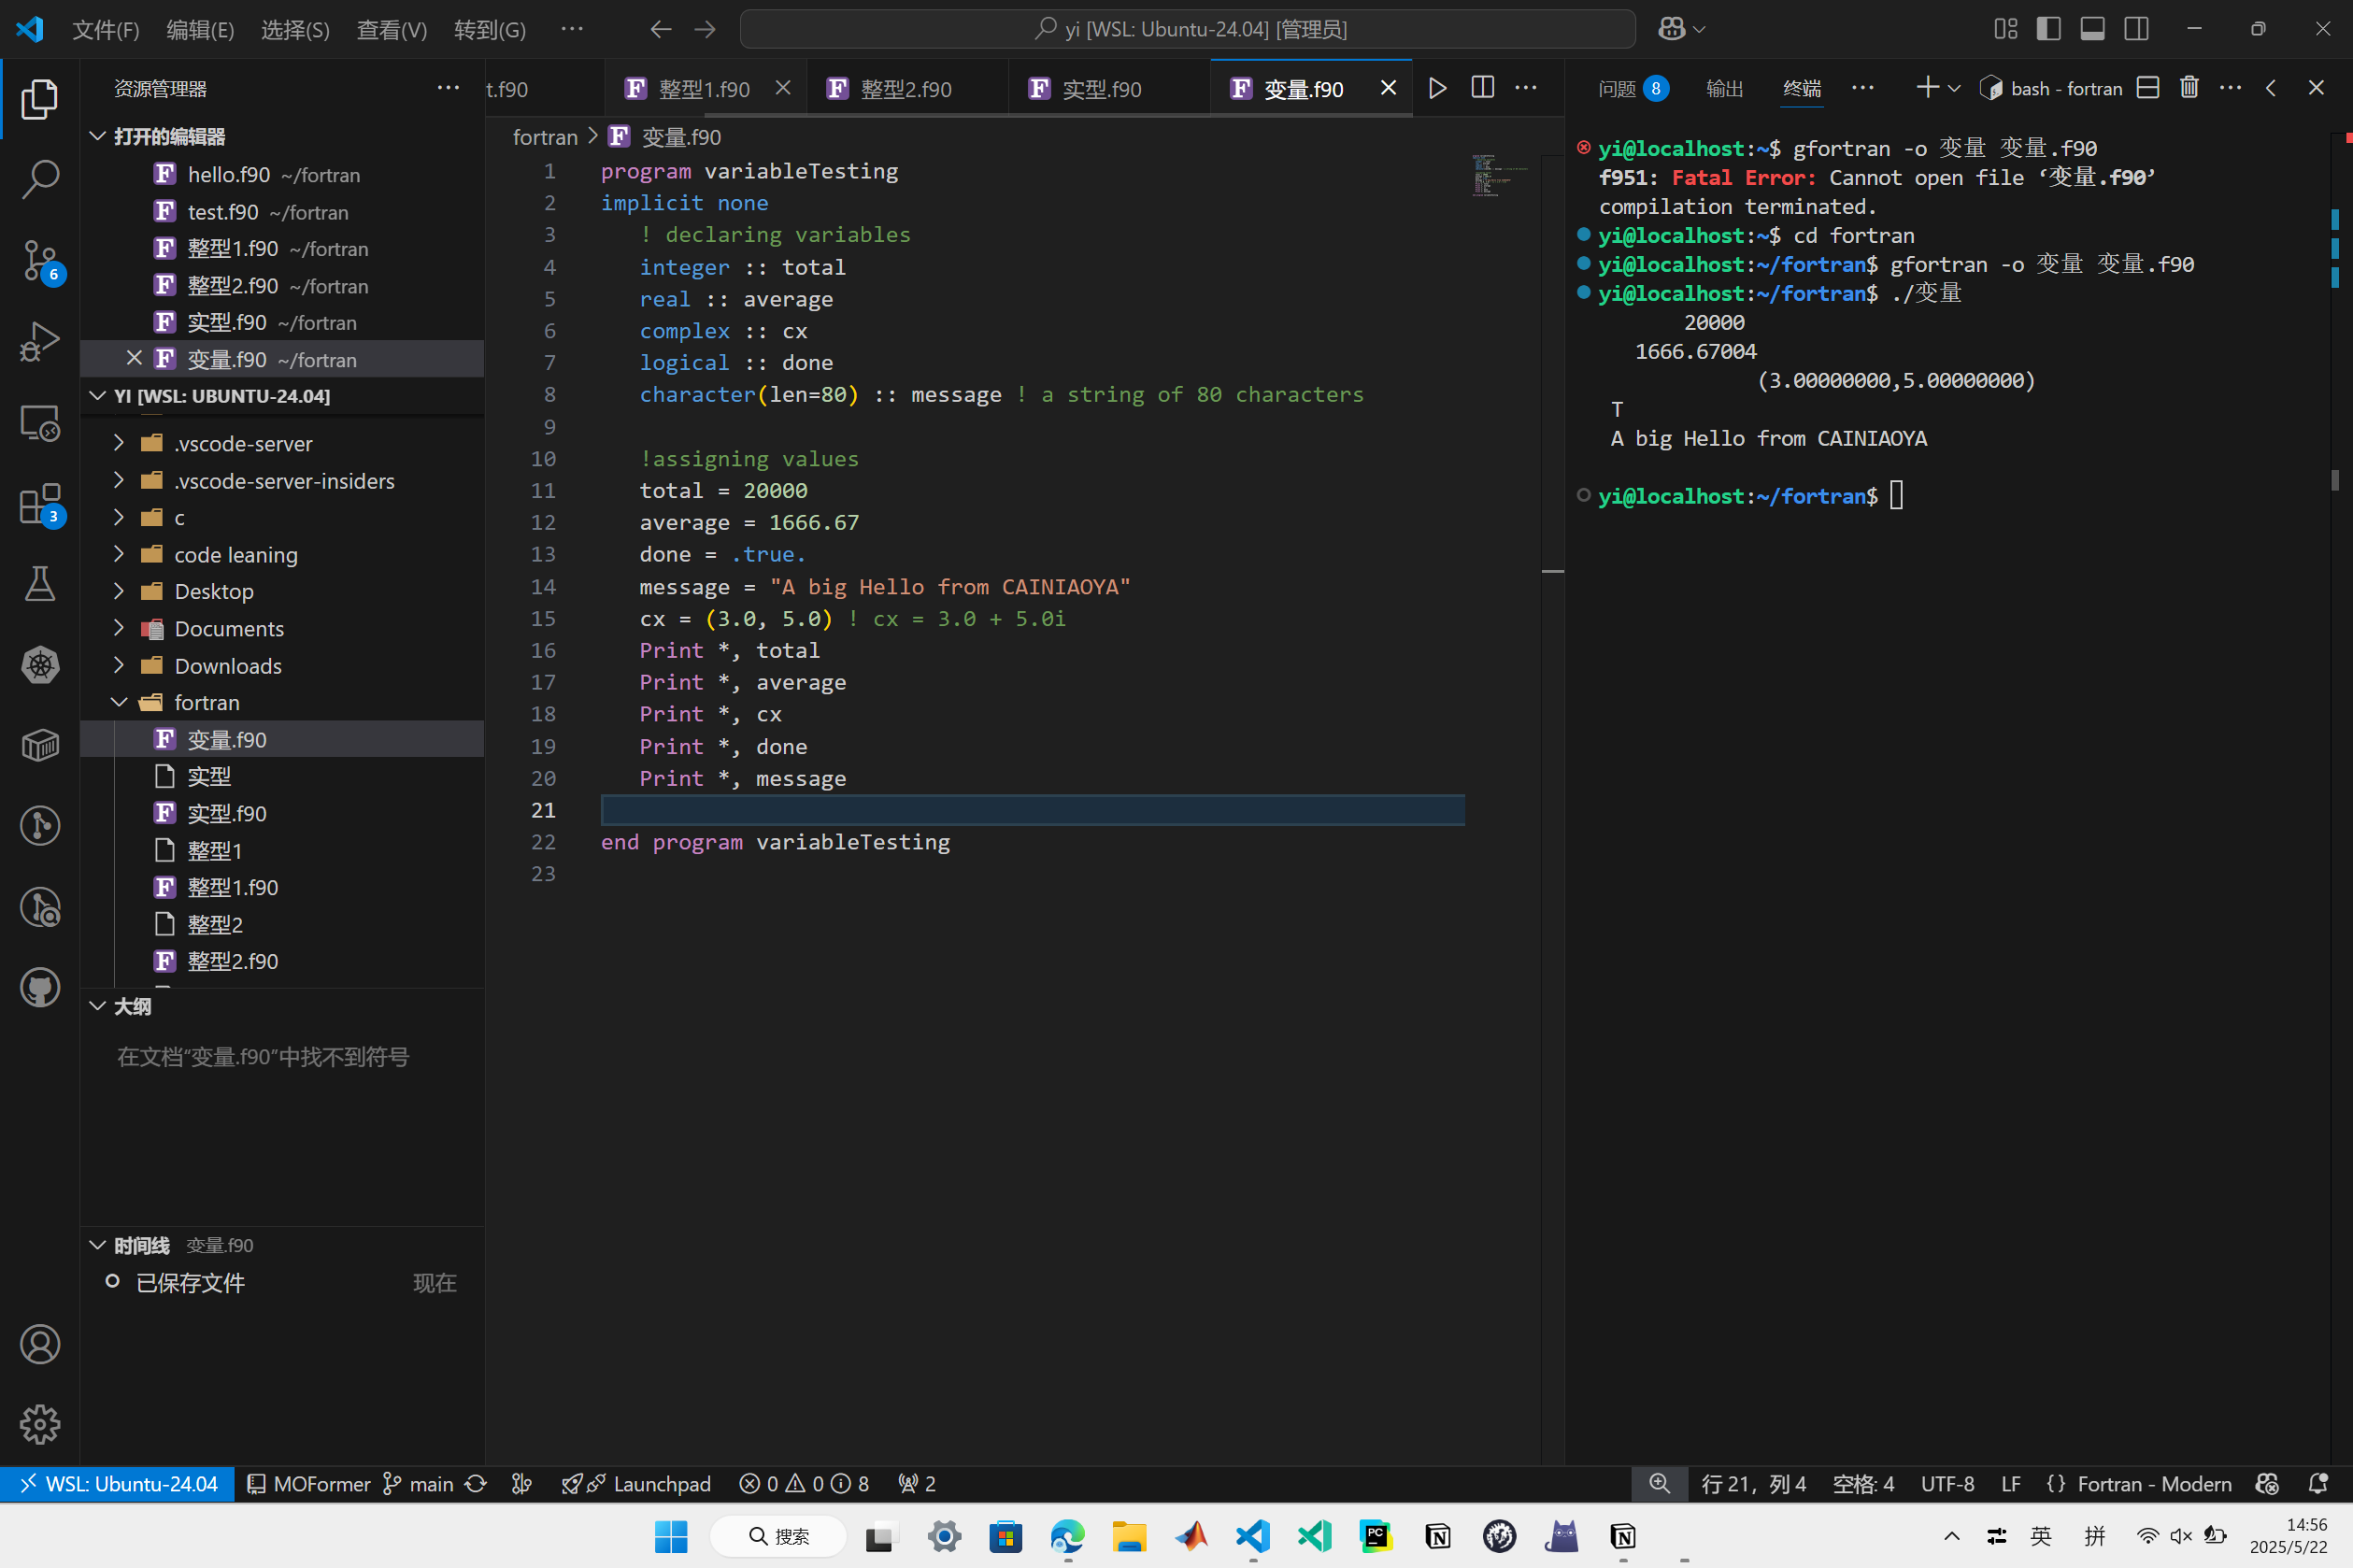 文件(F) 编辑(E) 选择(S) 查看(V) 转到(G) ··· yi [WSL: Ubuntu-24.04] [管理员]
资源管理器 ···
打开的编辑器
hello.f90 ~/fortran
test.f90 ~/fortran
整型1.f90 ~/fortran
整型2.f90 ~/fortran
实型.f90 ~/fortran
变量.f90 ~/fortran
YI [WSL: UBUNTU-24.04]
.vscode-server
.vscode-server-insiders
c
code leaning
Desktop
Documents
Downloads
fortran
变量.f90
实型
实型.f90
整型1
整型1.f90
整型2
整型2.f90
大纲
在文档"变量.f90"中找不到符号
时间线 变量.f90
已保存文件 现在
6
3
t.f90 整型1.f90 整型2.f90 实型.f90 变量.f90
fortran > 变量.f90
1 program variableTesting
2 implicit none
3 ! declaring variables
4 integer :: total
5 real :: average
6 complex :: cx
7 logical :: done
8 character(len=80) :: message ! a string of 80 characters
9
10 !assigning values
11 total = 20000
12 average = 1666.67
13 done = .true.
14 message = "A big Hello from CAINIAOYA"
15 cx = (3.0, 5.0) ! cx = 3.0 + 5.0i
16 Print *, total
17 Print *, average
18 Print *, cx
19 Print *, done
20 Print *, message
21
22 end program variableTesting
23
问题 8 输出 终端 ··· bash - fortran ···
yi@localhost:~$ gfortran -o 变量 变量.f90
f951: Fatal Error: Cannot open file ‘变量.f90’
compilation terminated.
yi@localhost:~$ cd fortran
yi@localhost:~/fortran$ gfortran -o 变量 变量.f90
yi@localhost:~/fortran$ ./变量
20000
1666.67004
(3.00000000,5.00000000)
T
A big Hello from CAINIAOYA
yi@localhost:~/fortran$
WSL: Ubuntu-24.04 MOFormer main Launchpad 0 0 8 2 行 21，列 4 空格: 4 UTF-8 LF {} Fortran - Modern
搜索 PC 英 拼 14:56
2025/5/22